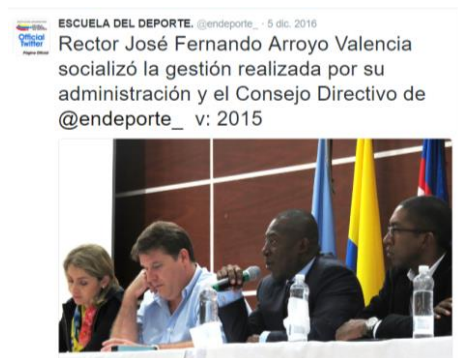 ESCUELA DEL DEPORTE. @endeporte_ · 5 dic. 2016
Official
Twitter
Rector José Fernando Arroyo Valencia
socializó la gestión realizada por su
administración y el Consejo Directivo de
@endeporte_ v: 2015